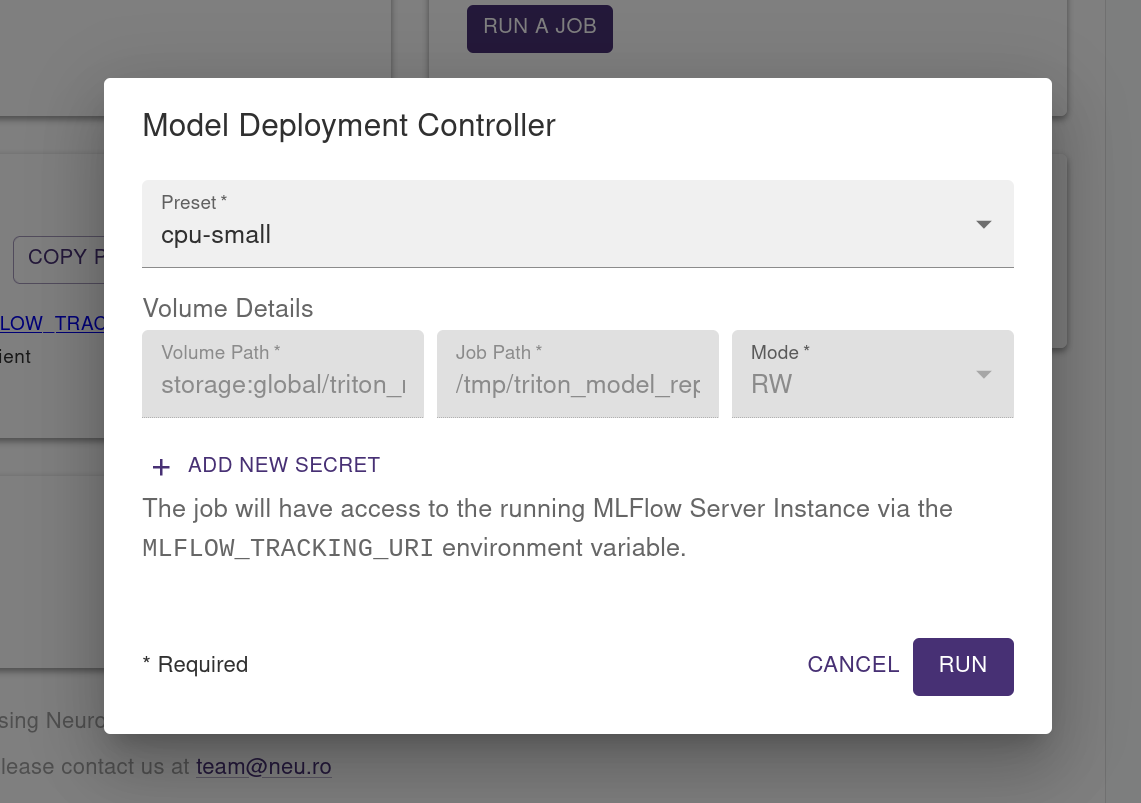 RUN A JOB
Model Deployment Controller
Preset *
cpu-small
COPY P
Volume Details
LOW_TRAC
Volume Path *
Job Path *
Mode *
ient
storage:global/triton_
/tmp/triton_model_rep
RW
+ ADD NEW SECRET
The job will have access to the running MLFlow Server Instance via the
MLFLOW_TRACKING_URI environment variable.
* Required
CANCEL
RUN
sing Neuro
lease contact us at team@neu.ro